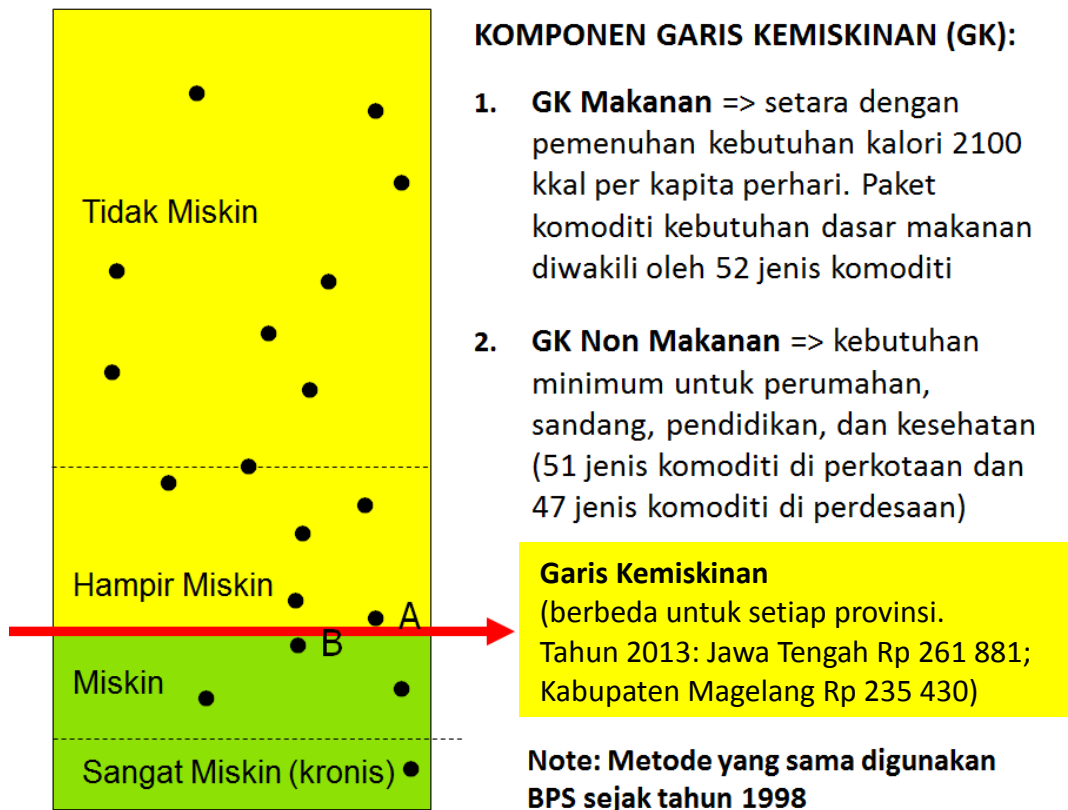 Tidak Miskin
Hampir Miskin
A
B
Miskin
Sangat Miskin (kronis)
KOMPONEN GARIS KEMISKINAN (GK):
1. GK Makanan => setara dengan
pemenuhan kebutuhan kalori 2100
kkal per kapita perhari. Paket
komoditi kebutuhan dasar makanan
diwakili oleh 52 jenis komoditi
2. GK Non Makanan => kebutuhan
minimum untuk perumahan,
sandang, pendidikan, dan kesehatan
(51 jenis komoditi di perkotaan dan
47 jenis komoditi di perdesaan)
Garis Kemiskinan
(berbeda untuk setiap provinsi.
Tahun 2013: Jawa Tengah Rp 261 881;
Kabupaten Magelang Rp 235 430)
Note: Metode yang sama digunakan
BPS sejak tahun 1998